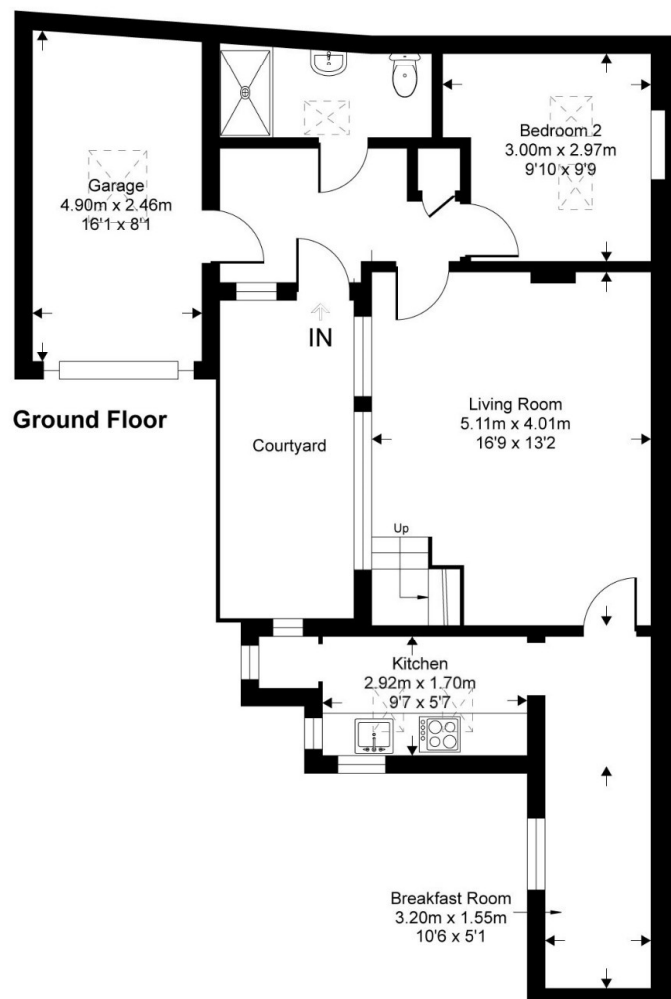 Bedroom 2
3.00m x 2.97m
9'10 x 9'9
Garage
4.90m x 2.46m
16'1 x 8'1
IN
Ground Floor
Living Room
5.11m x 4.01m
16'9 x 13'2
Courtyard
Up
Kitchen
2.92m x 1.70m
9'7 x 5'7
Breakfast Room
3.20m x 1.55m
10'6 x 5'1